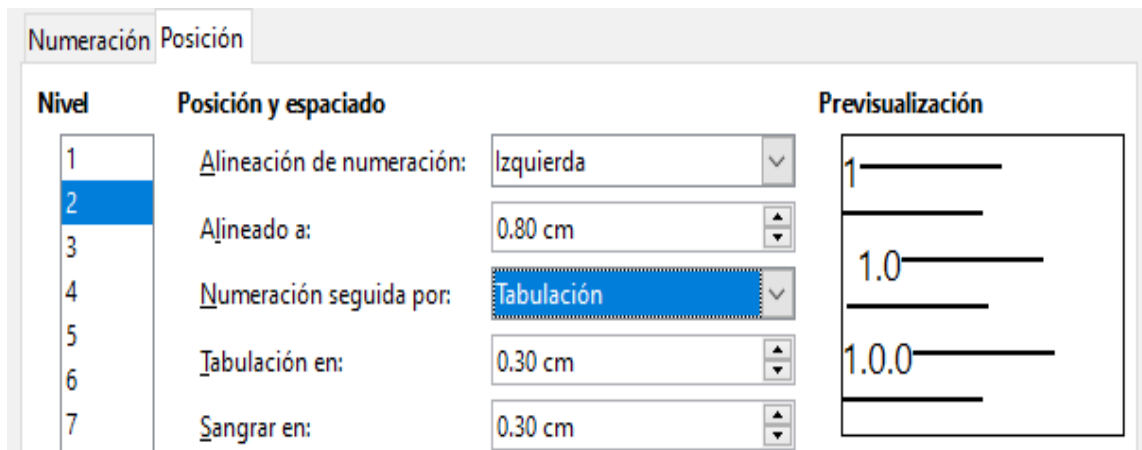 Numeración Posición
Nivel Posición y espaciado Previsualización
1 Alineación de numeración: Izquierda
2 Alineado a: 0.80 cm
3
4 Numeración seguida por: Tabulación
5
6 Tabulación en: 0.30 cm
7 Sangrar en: 0.30 cm
1
1.0
1.0.0